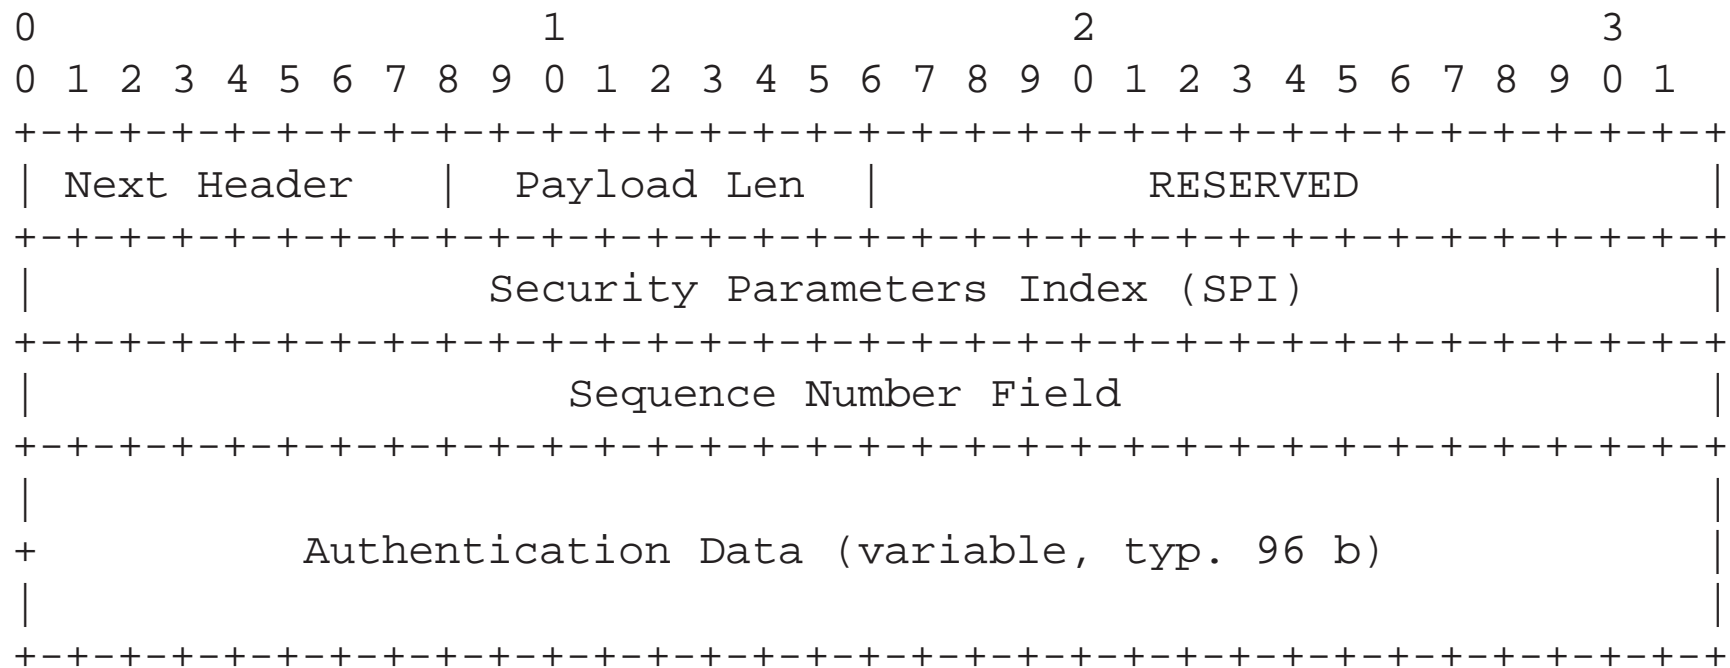 0                   1                   2                   3
0 1 2 3 4 5 6 7 8 9 0 1 2 3 4 5 6 7 8 9 0 1 2 3 4 5 6 7 8 9 0 1
+-+-+-+-+-+-+-+-+-+-+-+-+-+-+-+-+-+-+-+-+-+-+-+-+-+-+-+-+-+-+-+-+
| Next Header   |  Payload Len  |          RESERVED             |
+-+-+-+-+-+-+-+-+-+-+-+-+-+-+-+-+-+-+-+-+-+-+-+-+-+-+-+-+-+-+-+-+
|                 Security Parameters Index (SPI)               |
+-+-+-+-+-+-+-+-+-+-+-+-+-+-+-+-+-+-+-+-+-+-+-+-+-+-+-+-+-+-+-+-+
|                    Sequence Number Field                      |
+-+-+-+-+-+-+-+-+-+-+-+-+-+-+-+-+-+-+-+-+-+-+-+-+-+-+-+-+-+-+-+-+
|                                                               |
+          Authentication Data (variable, typ. 96 b)            |
|                                                               |
+-+-+-+-+-+-+-+-+-+-+-+-+-+-+-+-+-+-+-+-+-+-+-+-+-+-+-+-+-+-+-+-+